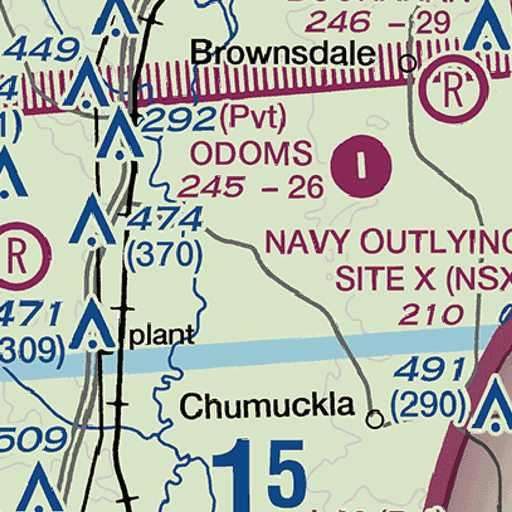 246 - 29
449
Brownsdale
R
292
(Pvt)
ODOMS
245 - 26
474
(370)
R
NAVY OUTLYING
SITE X (NSX
210
471
309)
plant
491
(290)
Chumuckla
509
15